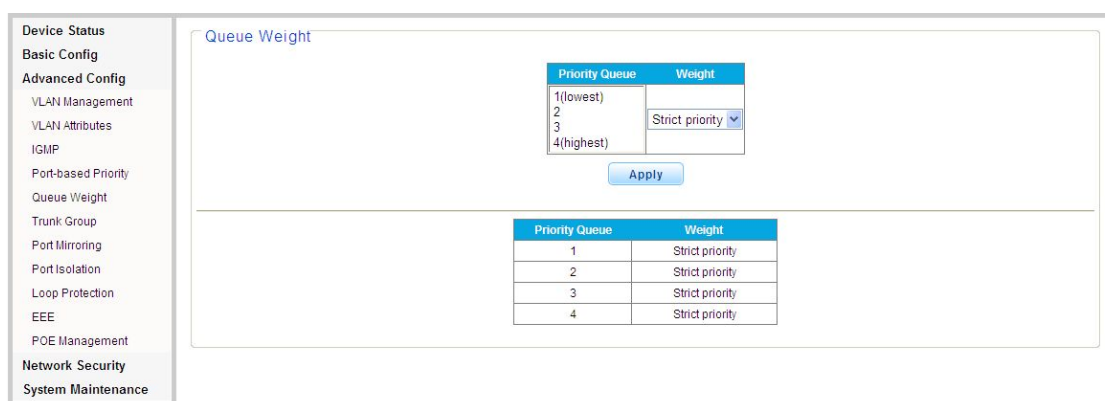 Device Status
Basic Config
Advanced Config
VLAN Management
VLAN Attributes
IGMP
Port-based Priority
Queue Weight
Trunk Group
Port Mirroring
Port Isolation
Loop Protection
EEE
POE Management
Network Security
System Maintenance
Queue Weight
Priority Queue Weight
1(lowest)
2
3
4(highest)
Strict priority
Apply
Priority Queue Weight
1 Strict priority
2 Strict priority
3 Strict priority
4 Strict priority